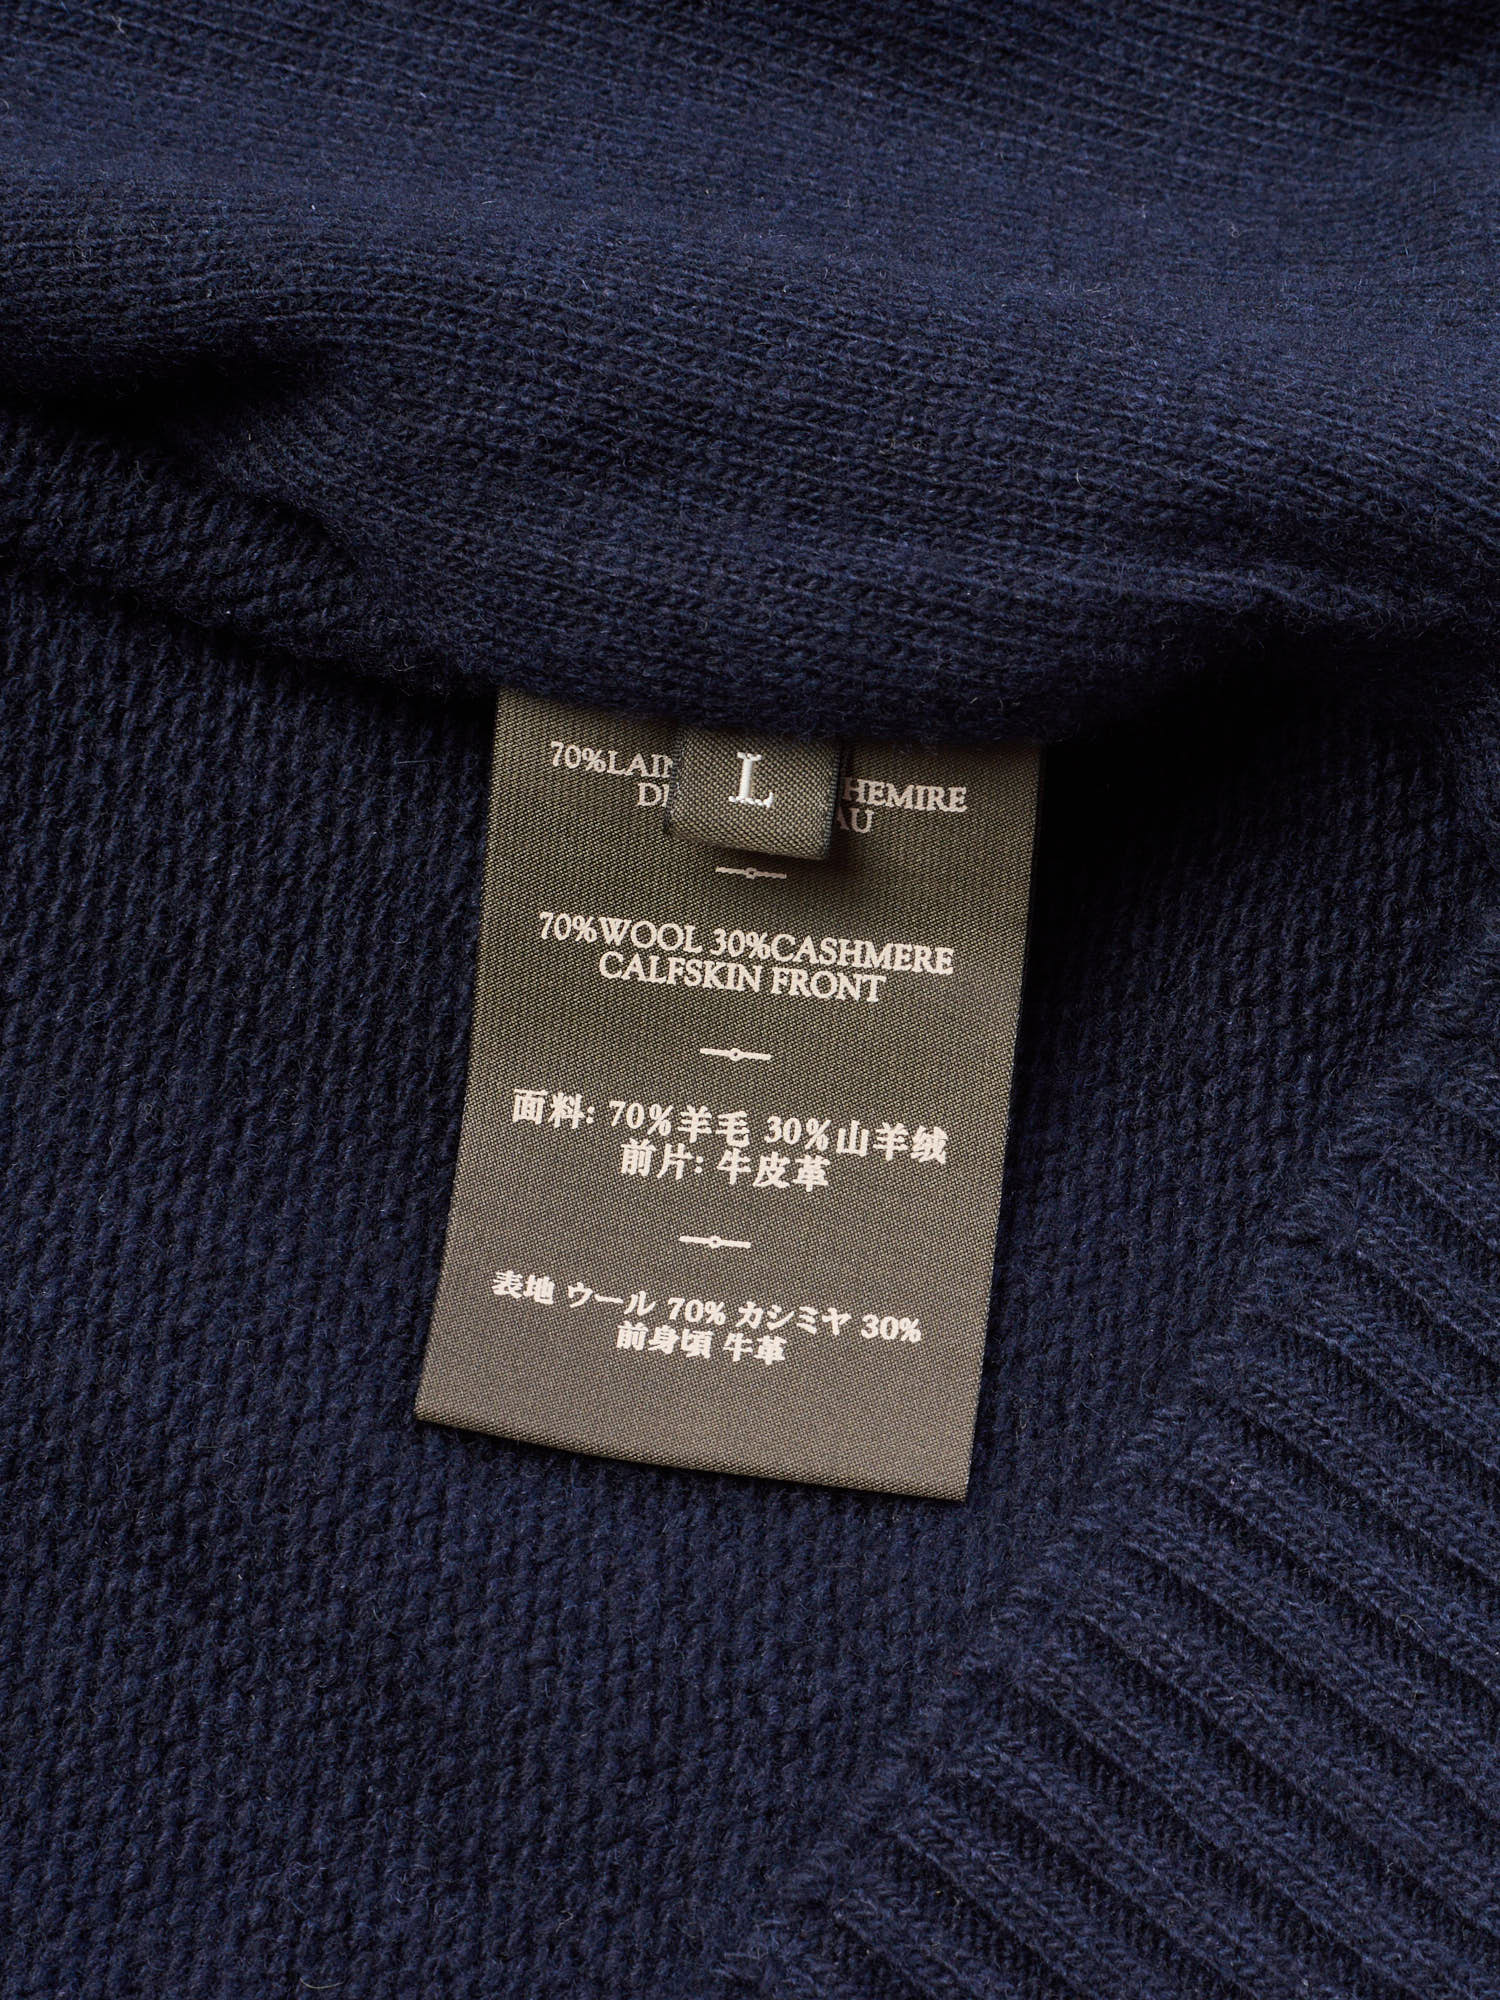 L
70%
HEMIRE
70%WOOL 30%CASHMERE
CALFSKIN FRONT
面料: 70%羊毛 30%山羊绒
前片: 牛皮革
表地 ウール 70% カシミヤ 30%
前身頃 牛革